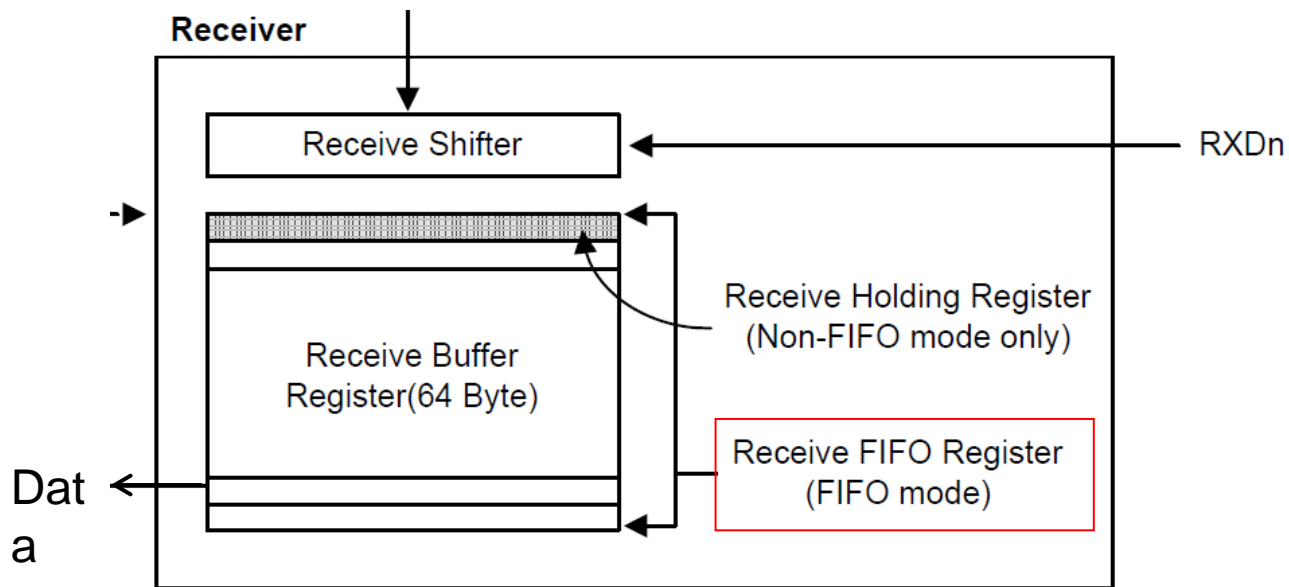 Receiver
Receive Shifter
RXDn
Receive Holding Register
(Non-FIFO mode only)
Receive Buffer
Register(64 Byte)
Receive FIFO Register
(FIFO mode)
Dat
a